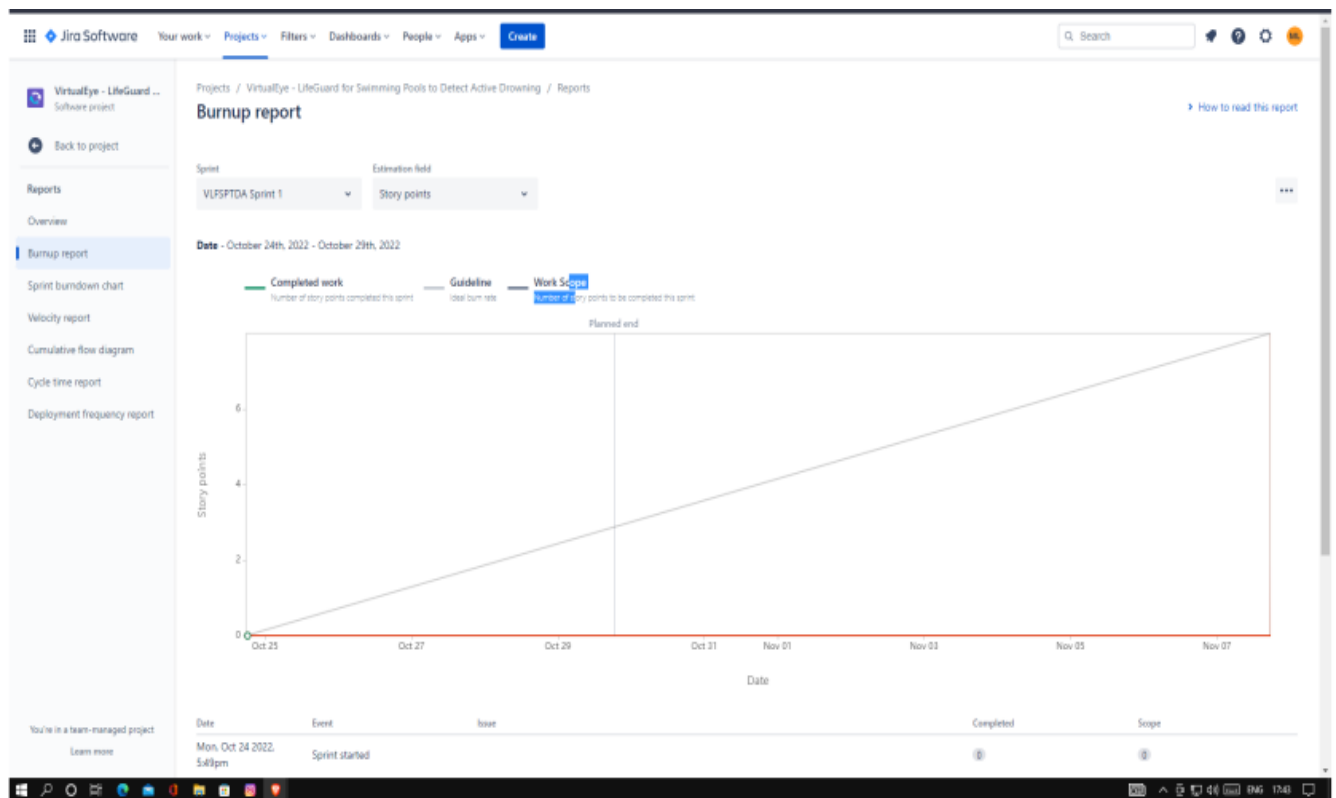 Jira Software Your work Projects Filters Dashboards People Apps Create Search ML
VirtualEye - LifeGuard ...
Software project
Back to project
Reports
Overview
Burnup report
Sprint burndown chart
Velocity report
Cumulative flow diagram
Cycle time report
Deployment frequency report
You're in a team-managed project
Learn more
Projects / VirtualEye - LifeGuard for Swimming Pools to Detect Active Drowning / Reports
Burnup report
How to read this report
Sprint Estimation field
VLFSPTDA Sprint 1 Story points
Date - October 24th, 2022 - October 29th, 2022
Completed work Guideline Work Scope
Number of story points completed this sprint Ideal burn rate Number of story points to be completed this sprint
Planned end
6
4
2
0
Story points
Oct 25 Oct 27 Oct 29 Oct 31 Nov 01 Nov 03 Nov 05 Nov 07
Date
Date Event Issue Completed Scope
Mon, Oct 24 2022, Sprint started 0 0
5:49pm
ENG 17:43